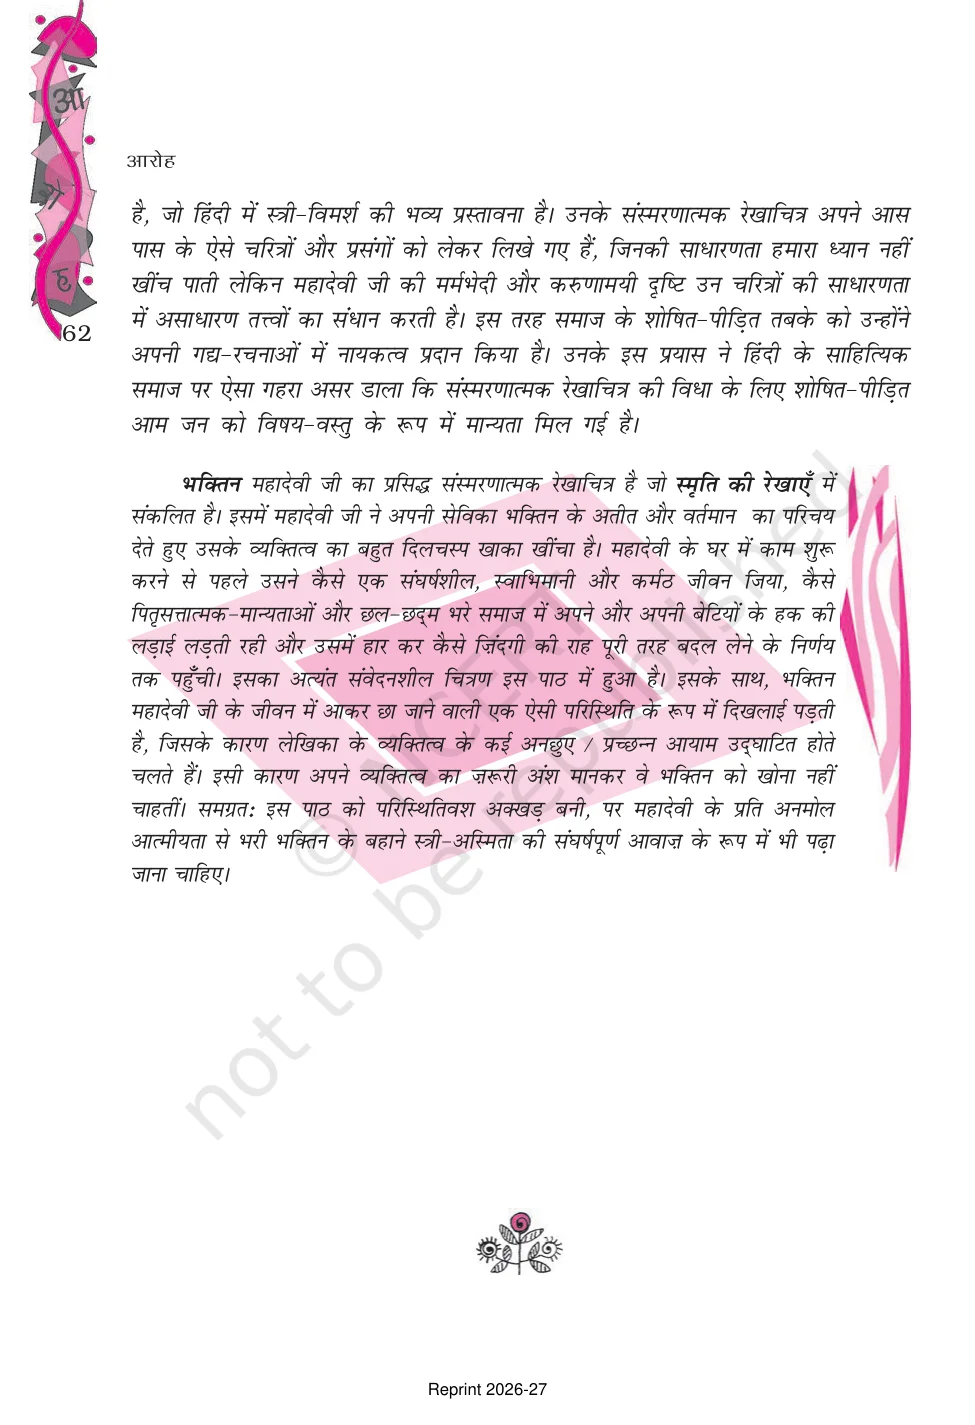 आरोह
है, जो हिंदी में स्त्री-विमर्श की भव्य प्रस्तावना है। उनके संस्मरणात्मक रेखाचित्र अपने आस
पास के ऐसे चरित्रों और प्रसंगों को लेकर लिखे गए हैं, जिनकी साधारणता हमारा ध्यान नहीं
खींच पाती लेकिन महादेवी जी की मर्मभेदी और करुणामयी दृष्टि उन चरित्रों की साधारणता
में असाधारण तत्त्वों का संधान करती है। इस तरह समाज के शोषित-पीड़ित तबके को उन्होंने
62
अपनी गद्य-रचनाओं में नायकत्व प्रदान किया है। उनके इस प्रयास ने हिंदी के साहित्यिक
समाज पर ऐसा गहरा असर डाला कि संस्मरणात्मक रेखाचित्र की विधा के लिए शोषित-पीड़ित
आम जन को विषय-वस्तु के रूप में मान्यता मिल गई है।
भक्तिन महादेवी जी का प्रसिद्ध संस्मरणात्मक रेखाचित्र है जो स्मृति की रेखाएँ में
संकलित है। इसमें महादेवी जी ने अपनी सेविका भक्तिन के अतीत और वर्तमान का परिचय
देते हुए उसके व्यक्तित्व का बहुत दिलचस्प खाका खींचा है। महादेवी के घर में काम शुरू
करने से पहले उसने कैसे एक संघर्षशील, स्वाभिमानी और कर्मठ जीवन जिया, कैसे
पितृसत्तात्मक-मान्यताओं और छल-छद्म भरे समाज में अपने और अपनी बेटियों के हक की
लड़ाई लड़ती रही और उसमें हार कर कैसे ज़िंदगी की राह पूरी तरह बदल लेने के निर्णय
तक पहुँची। इसका अत्यंत संवेदनशील चित्रण इस पाठ में हुआ है। इसके साथ, भक्तिन
महादेवी जी के जीवन में आकर छा जाने वाली एक ऐसी परिस्थिति के रूप में दिखलाई पड़ती
है, जिसके कारण लेखिका के व्यक्तित्व के कई अनछुए / प्रच्छन्न आयाम उद्घाटित होते
चलते हैं। इसी कारण अपने व्यक्तित्व का ज़रूरी अंश मानकर वे भक्तिन को खोना नहीं
चाहतीं। समग्रत: इस पाठ को परिस्थितिवश अक्खड़ बनी, पर महादेवी के प्रति अनमोल
आत्मीयता से भरी भक्तिन के बहाने स्त्री-अस्मिता की संघर्षपूर्ण आवाज़ के रूप में भी पढ़ा
जाना चाहिए।
© NCERT
not to be republished
Reprint 2026-27